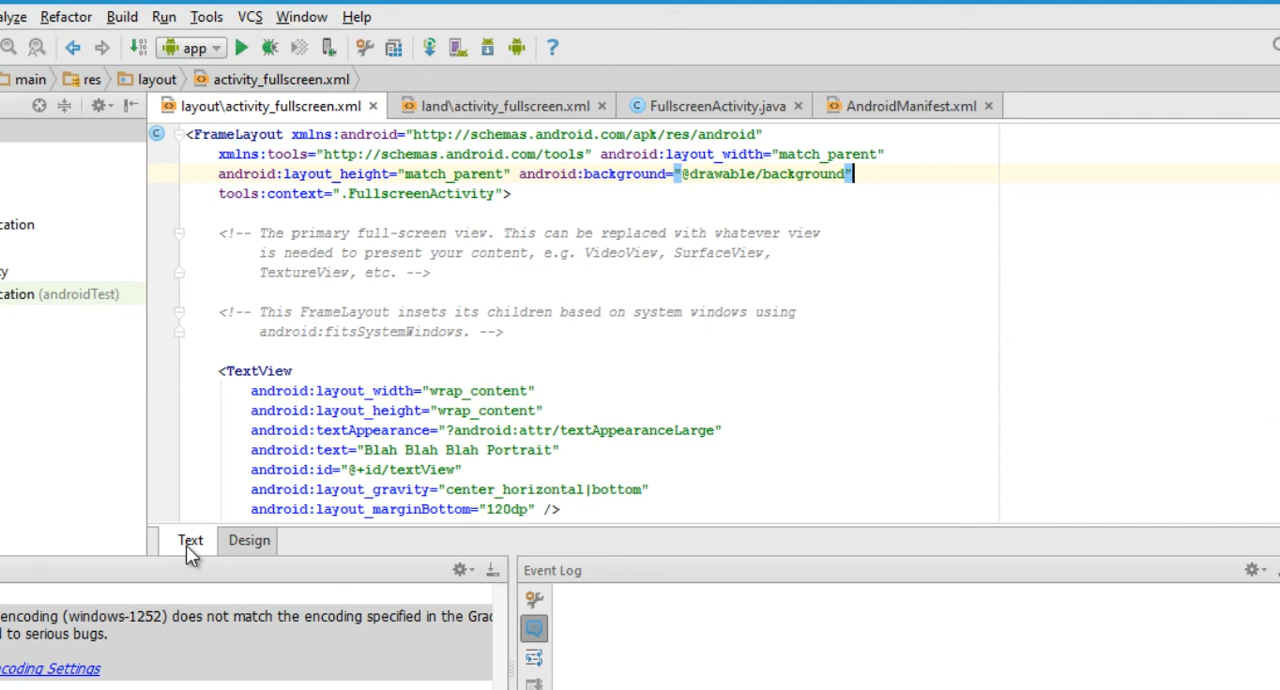 alyze Refactor Build Run Tools VCS Window Help
app
main res layout activity_fullscreen.xml
layout\activity_fullscreen.xml land\activity_fullscreen.xml FullscreenActivity.java AndroidManifest.xml
<FrameLayout xmlns:android="http://schemas.android.com/apk/res/android"
xmlns:tools="http://schemas.android.com/tools" android:layout_width="match_parent"
android:layout_height="match_parent" android:background="@drawable/background"
tools:context=".FullscreenActivity">
cation
<!-- The primary full-screen view. This can be replaced with whatever view
is needed to present your content, e.g. VideoView, SurfaceView,
ty
TextureView, etc. -->
cation (androidTest)
<!-- This FrameLayout insets its children based on system windows using
android:fitsSystemWindows. -->
<TextView
android:layout_width="wrap_content"
android:layout_height="wrap_content"
android:textAppearance="?android:attr/textAppearanceLarge"
android:text="Blah Blah Blah Portrait"
android:id="@+id/textView"
android:layout_gravity="center_horizontal|bottom"
android:layout_marginBottom="120dp" />
Text Design
Event Log
encoding (windows-1252) does not match the encoding specified in the Grad
l to serious bugs.
coding Settings